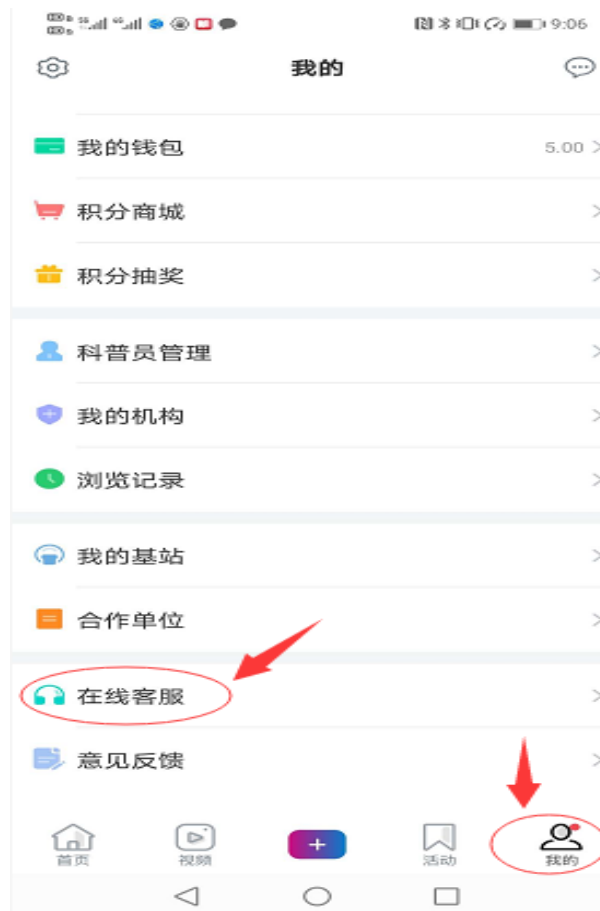 9:06
我的
我的钱包 5.00
积分商城
积分抽奖
科普员管理
我的机构
浏览记录
我的基站
合作单位
在线客服
意见反馈
首页 视频 活动 我的